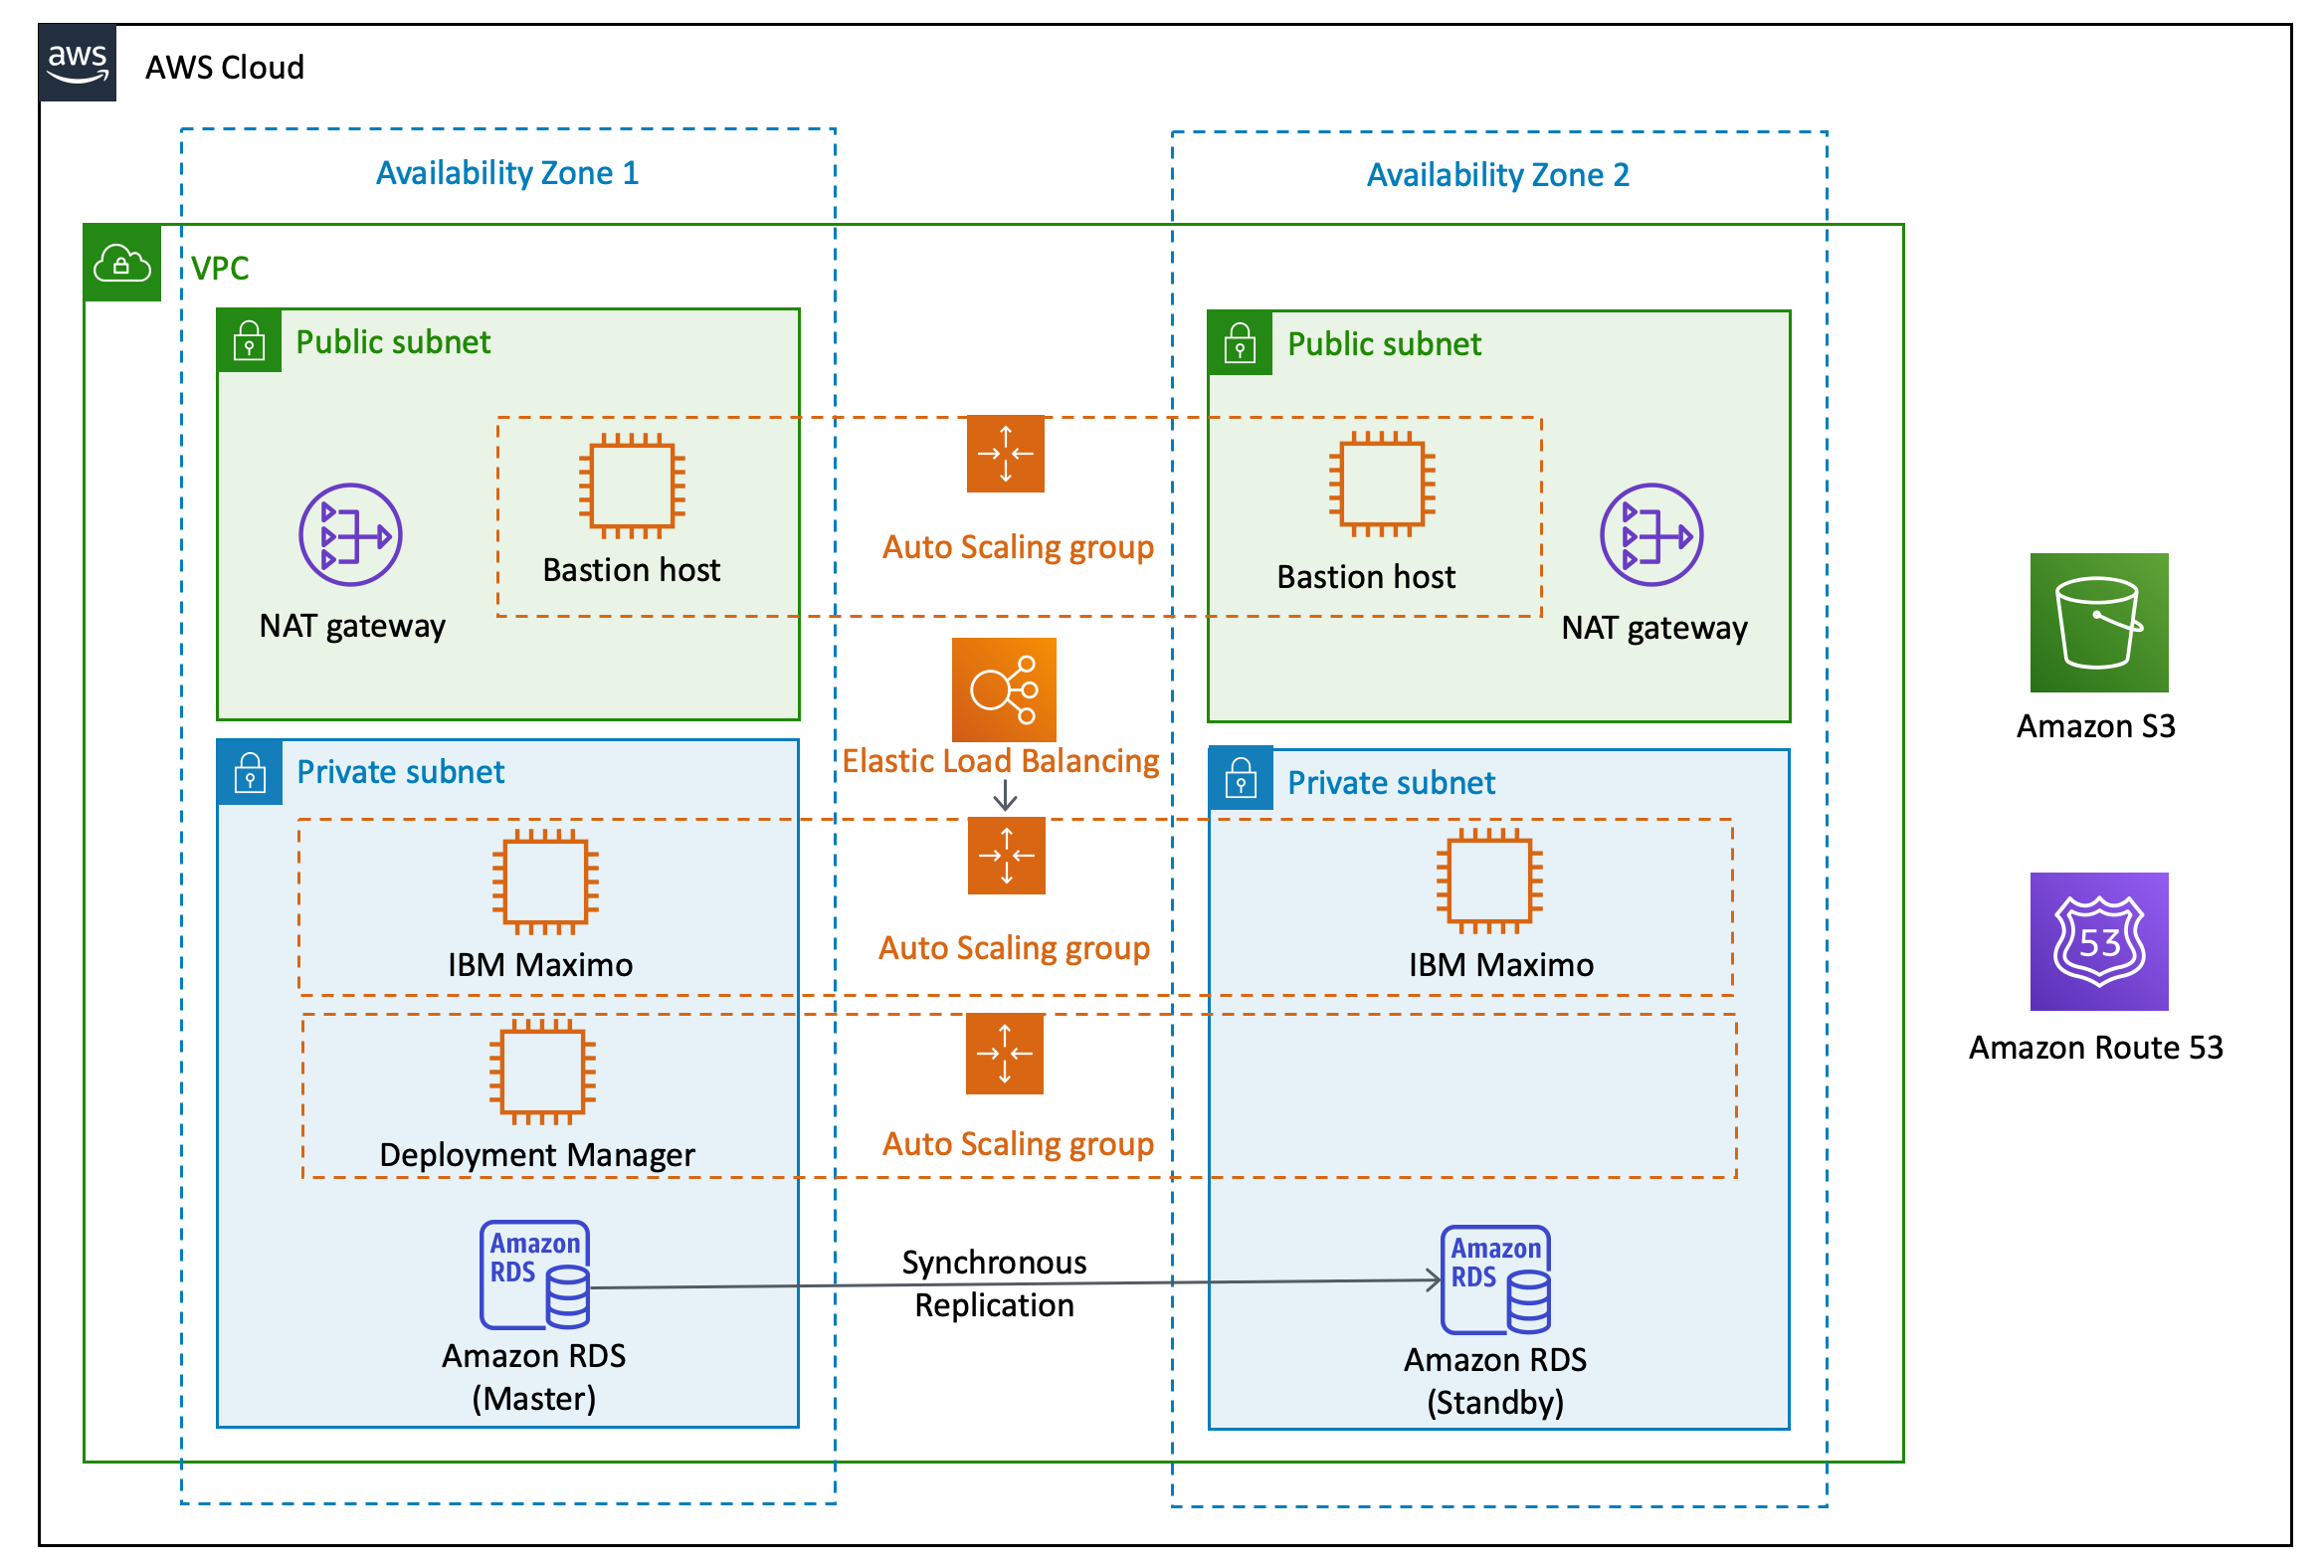 aws
AWS Cloud
Availability Zone 1
Availability Zone 2
VPC
Public subnet
Public subnet
Bastion host
Auto Scaling group
Bastion host
NAT gateway
NAT gateway
Elastic Load Balancing
Amazon S3
Private subnet
Private subnet
IBM Maximo
Auto Scaling group
IBM Maximo
53
Amazon Route 53
Deployment Manager
Auto Scaling group
Amazon
RDS
Synchronous
Replication
Amazon
RDS
Amazon RDS
(Master)
Amazon RDS
(Standby)